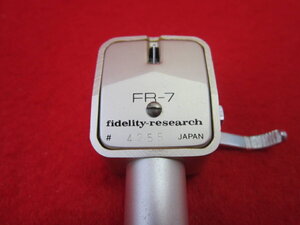 FR-7
fidelity-research
# 4255 JAPAN